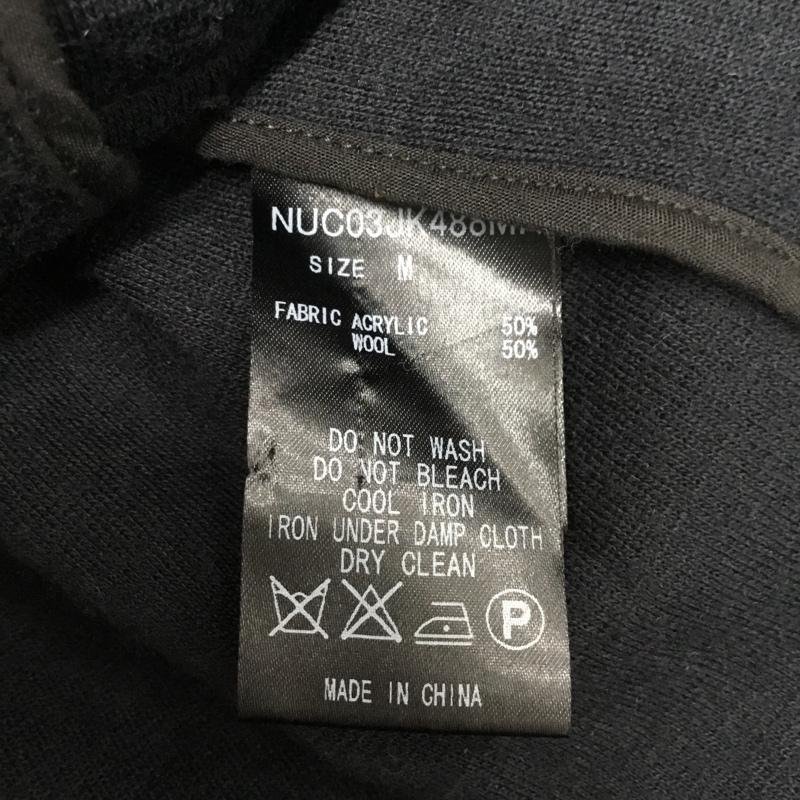 NUC03JK488M
SIZE M
FABRIC ACRYLIC 50%
WOOL 50%
DO NOT WASH
DO NOT BLEACH
COOL IRON
IRON UNDER DAMP CLOTH
DRY CLEAN
P
MADE IN CHINA